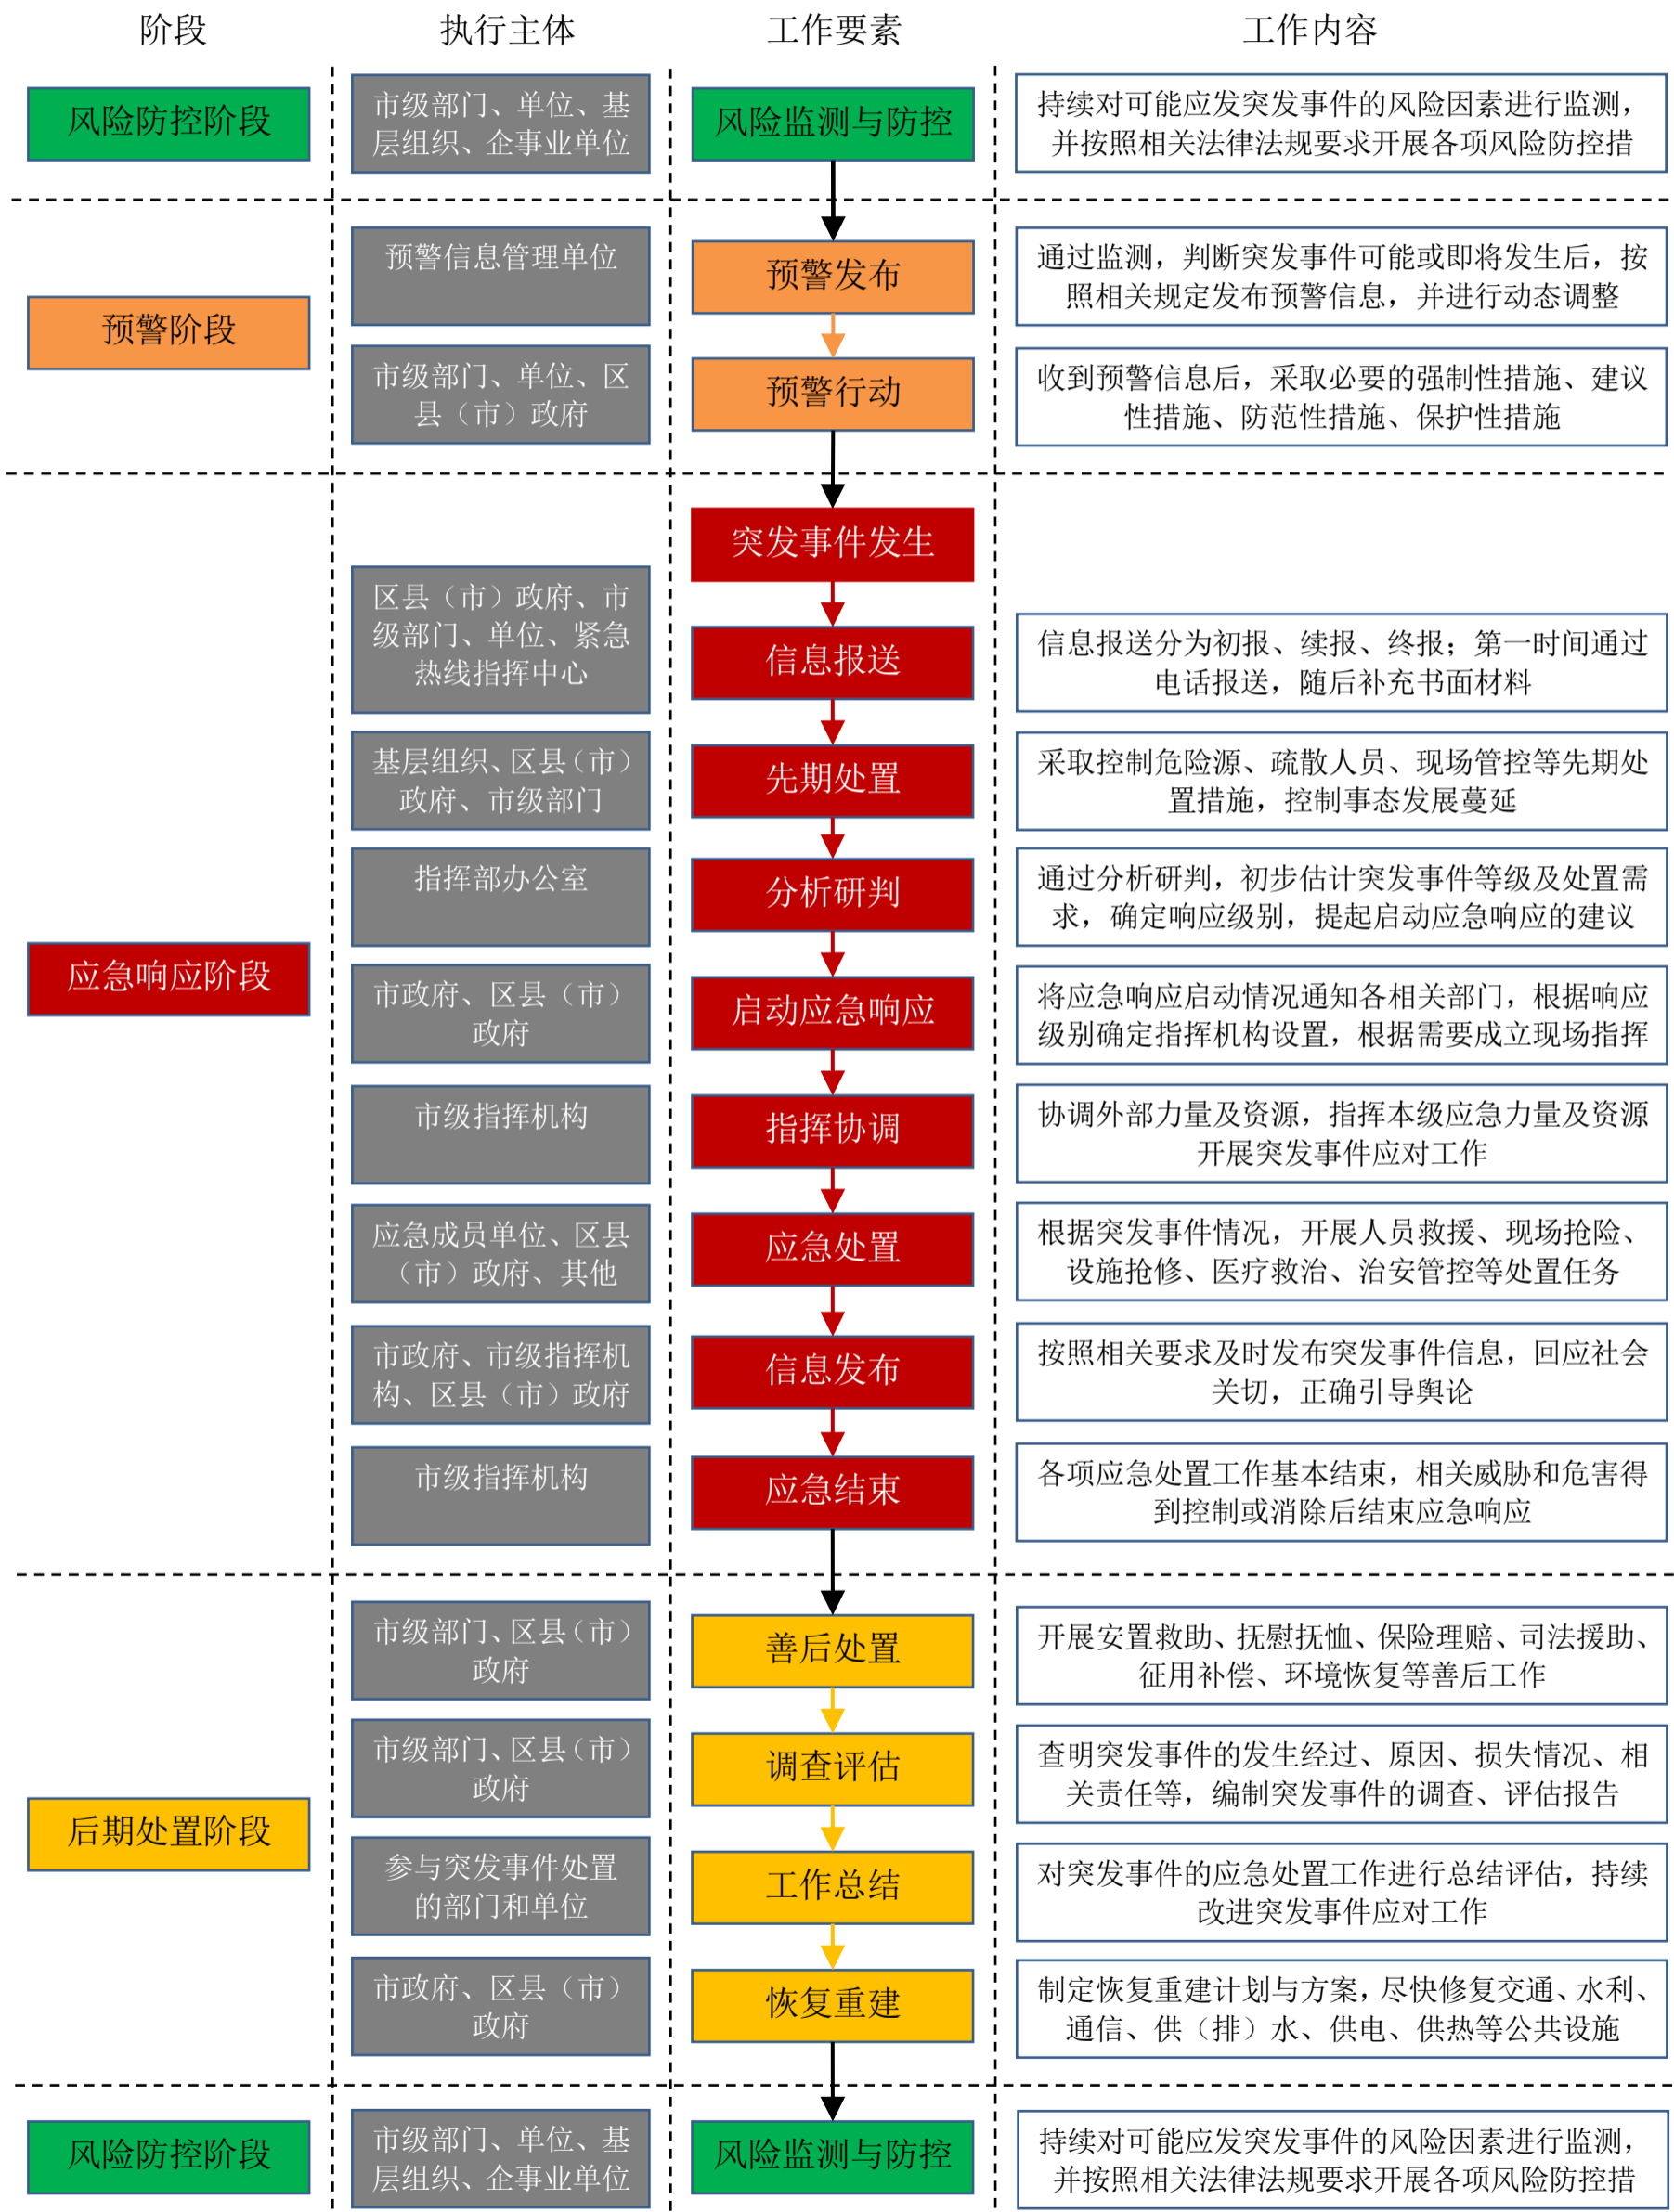 阶段
执行主体
工作要素
工作内容
风险防控阶段
市级部门、单位、基
层组织、企事业单位
风险监测与防控
持续对可能应发突发事件的风险因素进行监测，
并按照相关法律法规要求开展各项风险防控措
预警阶段
预警信息管理单位
预警发布
通过监测，判断突发事件可能或即将发生后，按
照相关规定发布预警信息，并进行动态调整
市级部门、单位、区
县（市）政府
预警行动
收到预警信息后，采取必要的强制性措施、建议
性措施、防范性措施、保护性措施
应急响应阶段
突发事件发生
区县（市）政府、市
级部门、单位、紧急
热线指挥中心
信息报送
信息报送分为初报、续报、终报；第一时间通过
电话报送，随后补充书面材料
基层组织、区县（市）
政府、市级部门
先期处置
采取控制危险源、疏散人员、现场管控等先期处
置措施，控制事态发展蔓延
指挥部办公室
分析研判
通过分析研判，初步估计突发事件等级及处置需
求，确定响应级别，提起启动应急响应的建议
市政府、区县（市）
政府
启动应急响应
将应急响应启动情况通知各相关部门，根据响应
级别确定指挥机构设置，根据需要成立现场指挥
市级指挥机构
指挥协调
协调外部力量及资源，指挥本级应急力量及资源
开展突发事件应对工作
应急成员单位、区县
（市）政府、其他
应急处置
根据突发事件情况，开展人员救援、现场抢险、
设施抢修、医疗救治、治安管控等处置任务
市政府、市级指挥机
构、区县（市）政府
信息发布
按照相关要求及时发布突发事件信息，回应社会
关切，正确引导舆论
市级指挥机构
应急结束
各项应急处置工作基本结束，相关威胁和危害得
到控制或消除后结束应急响应
后期处置阶段
市级部门、区县（市）
政府
善后处置
开展安置救助、抚慰抚恤、保险理赔、司法援助、
征用补偿、环境恢复等善后工作
市级部门、区县（市）
政府
调查评估
查明突发事件的发生经过、原因、损失情况、相
关责任等，编制突发事件的调查、评估报告
参与突发事件处置
的部门和单位
工作总结
对突发事件的应急处置工作进行总结评估，持续
改进突发事件应对工作
市政府、区县（市）
政府
恢复重建
制定恢复重建计划与方案，尽快修复交通、水利、
通信、供（排）水、供电、供热等公共设施
风险防控阶段
市级部门、单位、基
层组织、企事业单位
风险监测与防控
持续对可能应发突发事件的风险因素进行监测，
并按照相关法律法规要求开展各项风险防控措